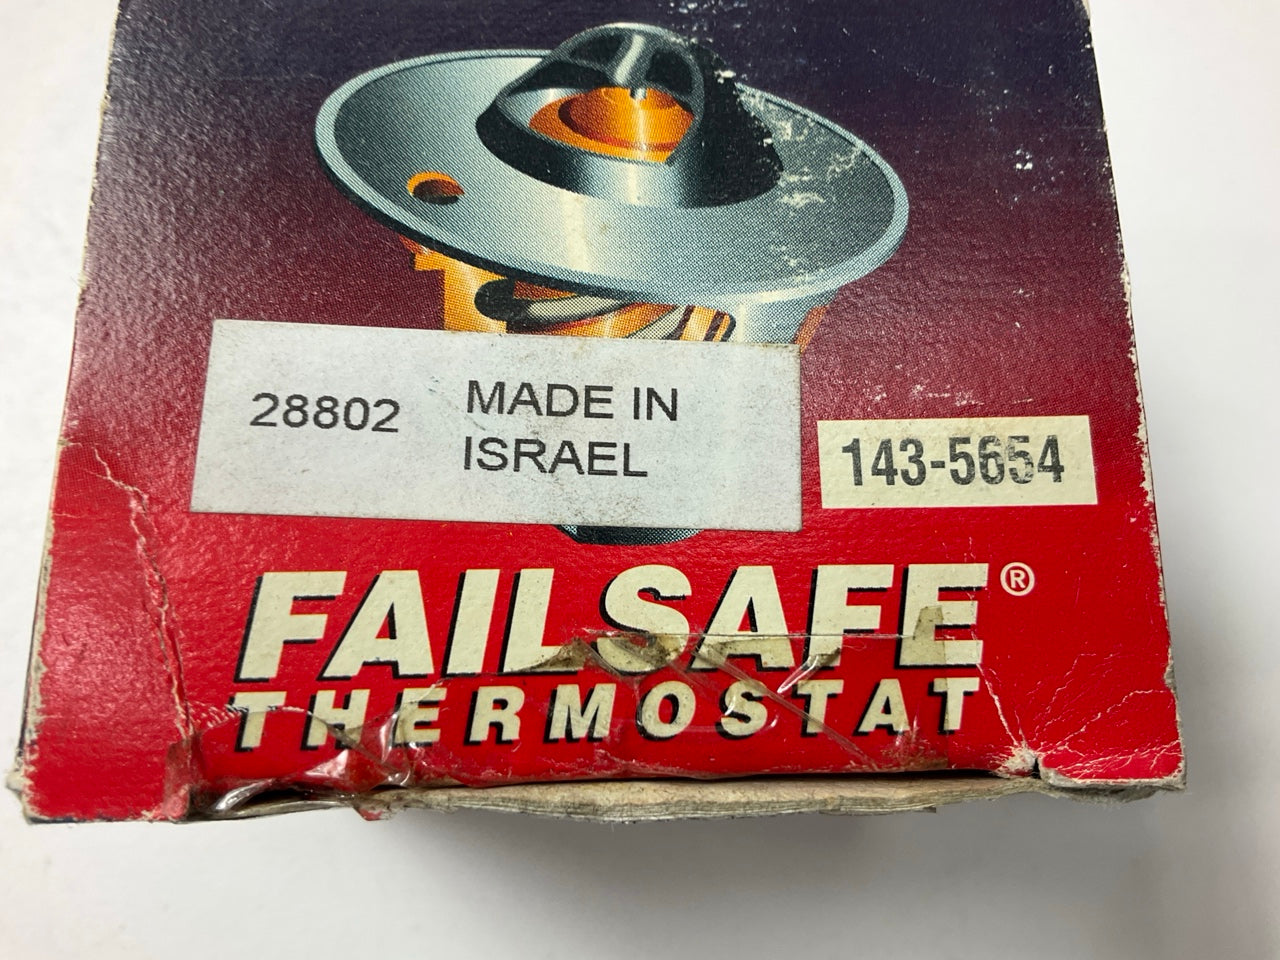 28802
MADE IN
ISRAEL
143-5654
FAILSAFE®
THERMOSTAT